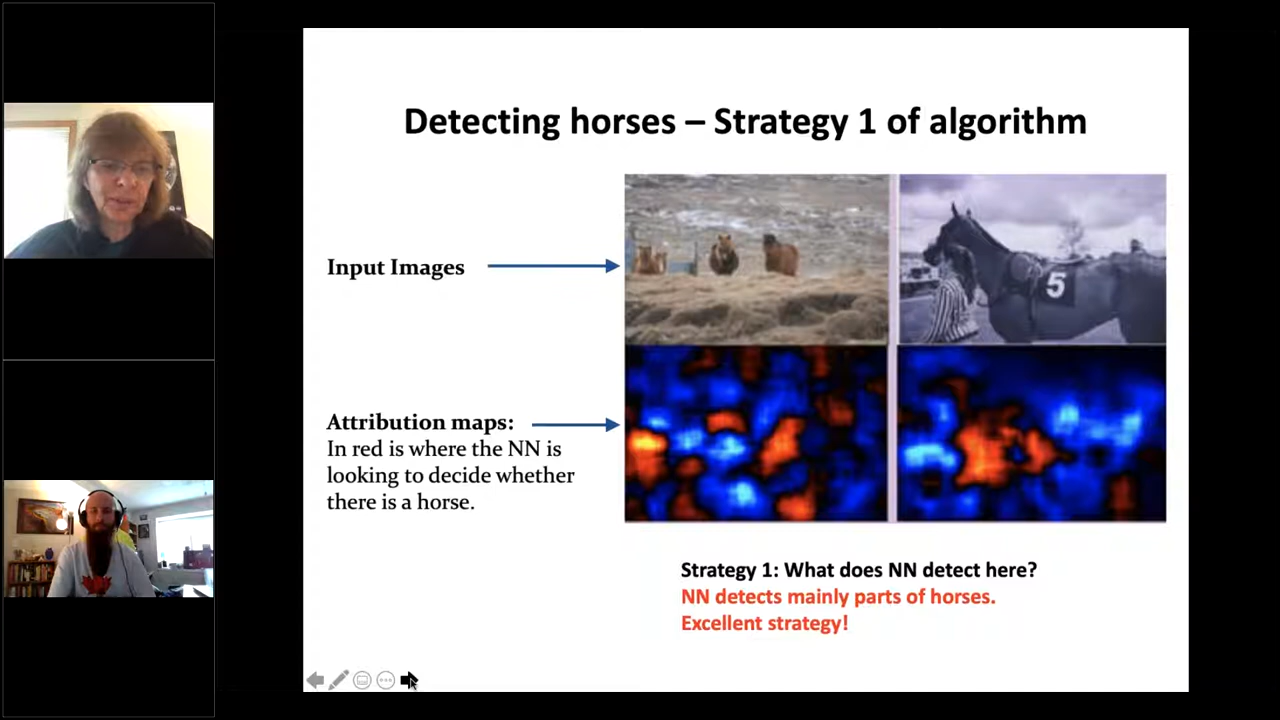 Detecting horses – Strategy 1 of algorithm
Input Images
5
Attribution maps:
In red is where the NN is
looking to decide whether
there is a horse.
Strategy 1: What does NN detect here?
NN detects mainly parts of horses.
Excellent strategy!